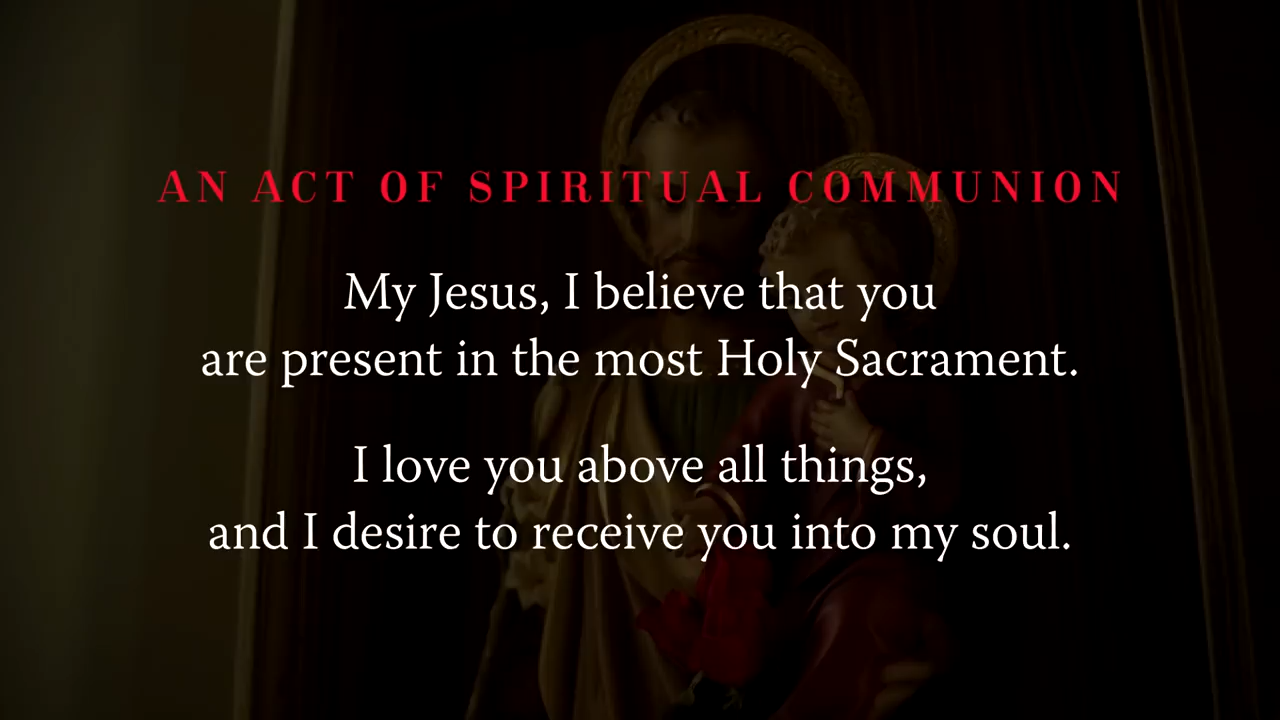 AN ACT OF SPIRITUAL COMMUNION
My Jesus, I believe that you
are present in the most Holy Sacrament.
I love you above all things,
and I desire to receive you into my soul.